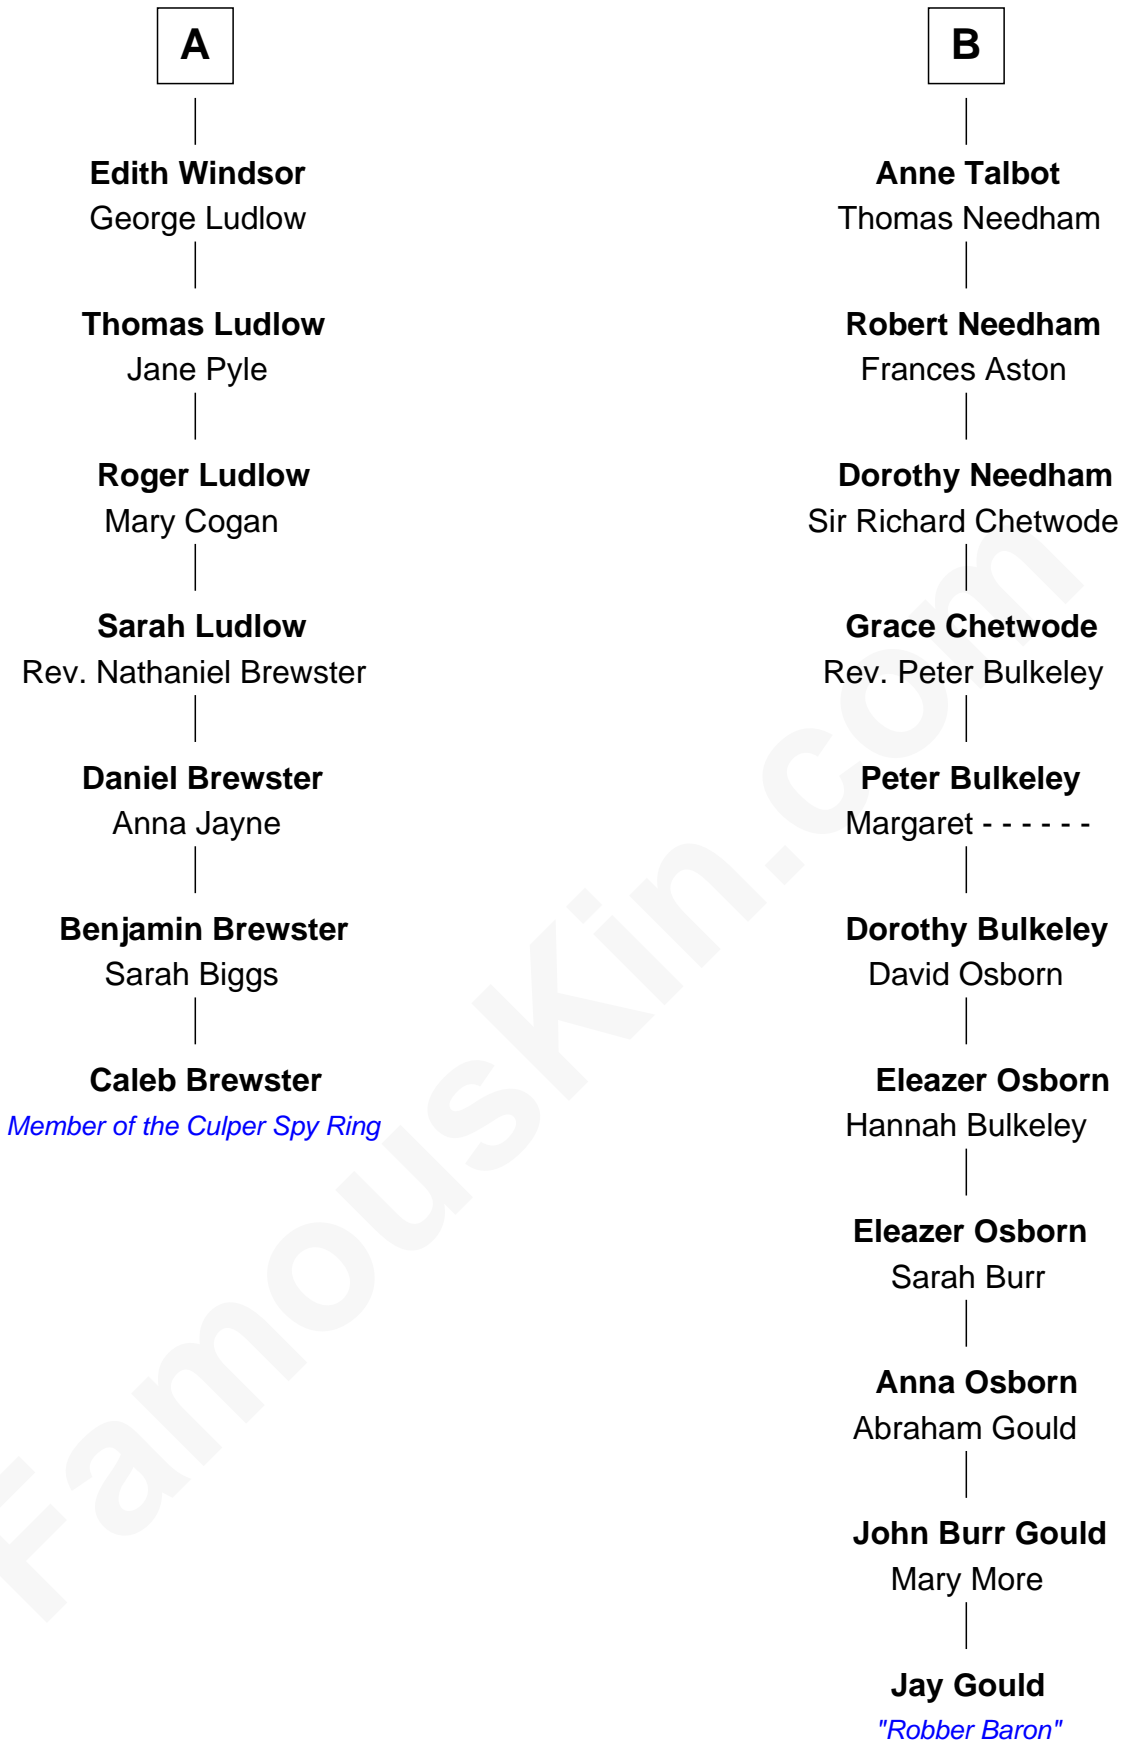 A
Edith Windsor
George Ludlow
Thomas Ludlow
Jane Pyle
Roger Ludlow
Mary Cogan
Sarah Ludlow
Rev. Nathaniel Brewster
Daniel Brewster
Anna Jayne
Benjamin Brewster
Sarah Biggs
Caleb Brewster
Member of the Culper Spy Ring
B
Anne Talbot
Thomas Needham
Robert Needham
Frances Aston
Dorothy Needham
Sir Richard Chetwode
Grace Chetwode
Rev. Peter Bulkeley
Peter Bulkeley
Margaret - - - - - -
Dorothy Bulkeley
David Osborn
Eleazer Osborn
Hannah Bulkeley
Eleazer Osborn
Sarah Burr
Anna Osborn
Abraham Gould
John Burr Gould
Mary More
Jay Gould
"Robber Baron"
FamousKin.com